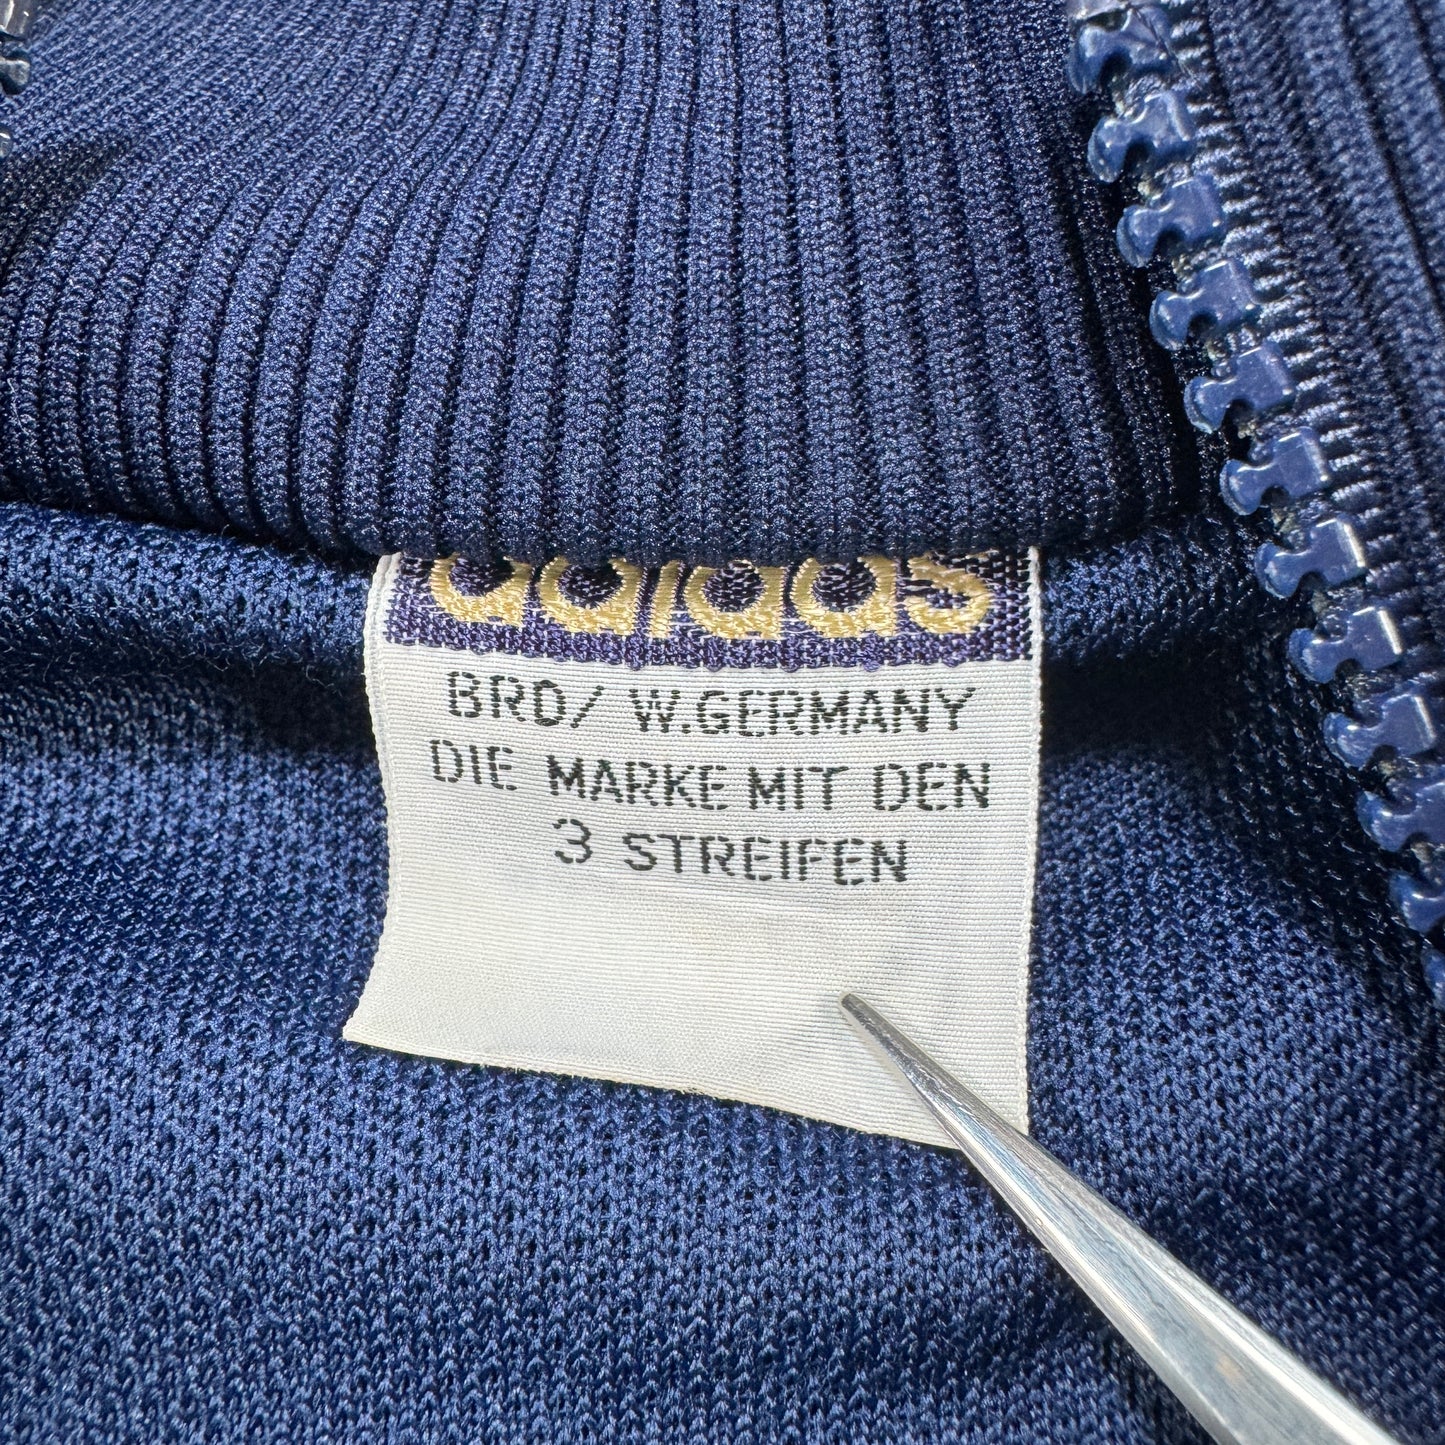 adidas
BRD/ W.GERMANY
DIE MARKE MIT DEN
3 STREIFEN